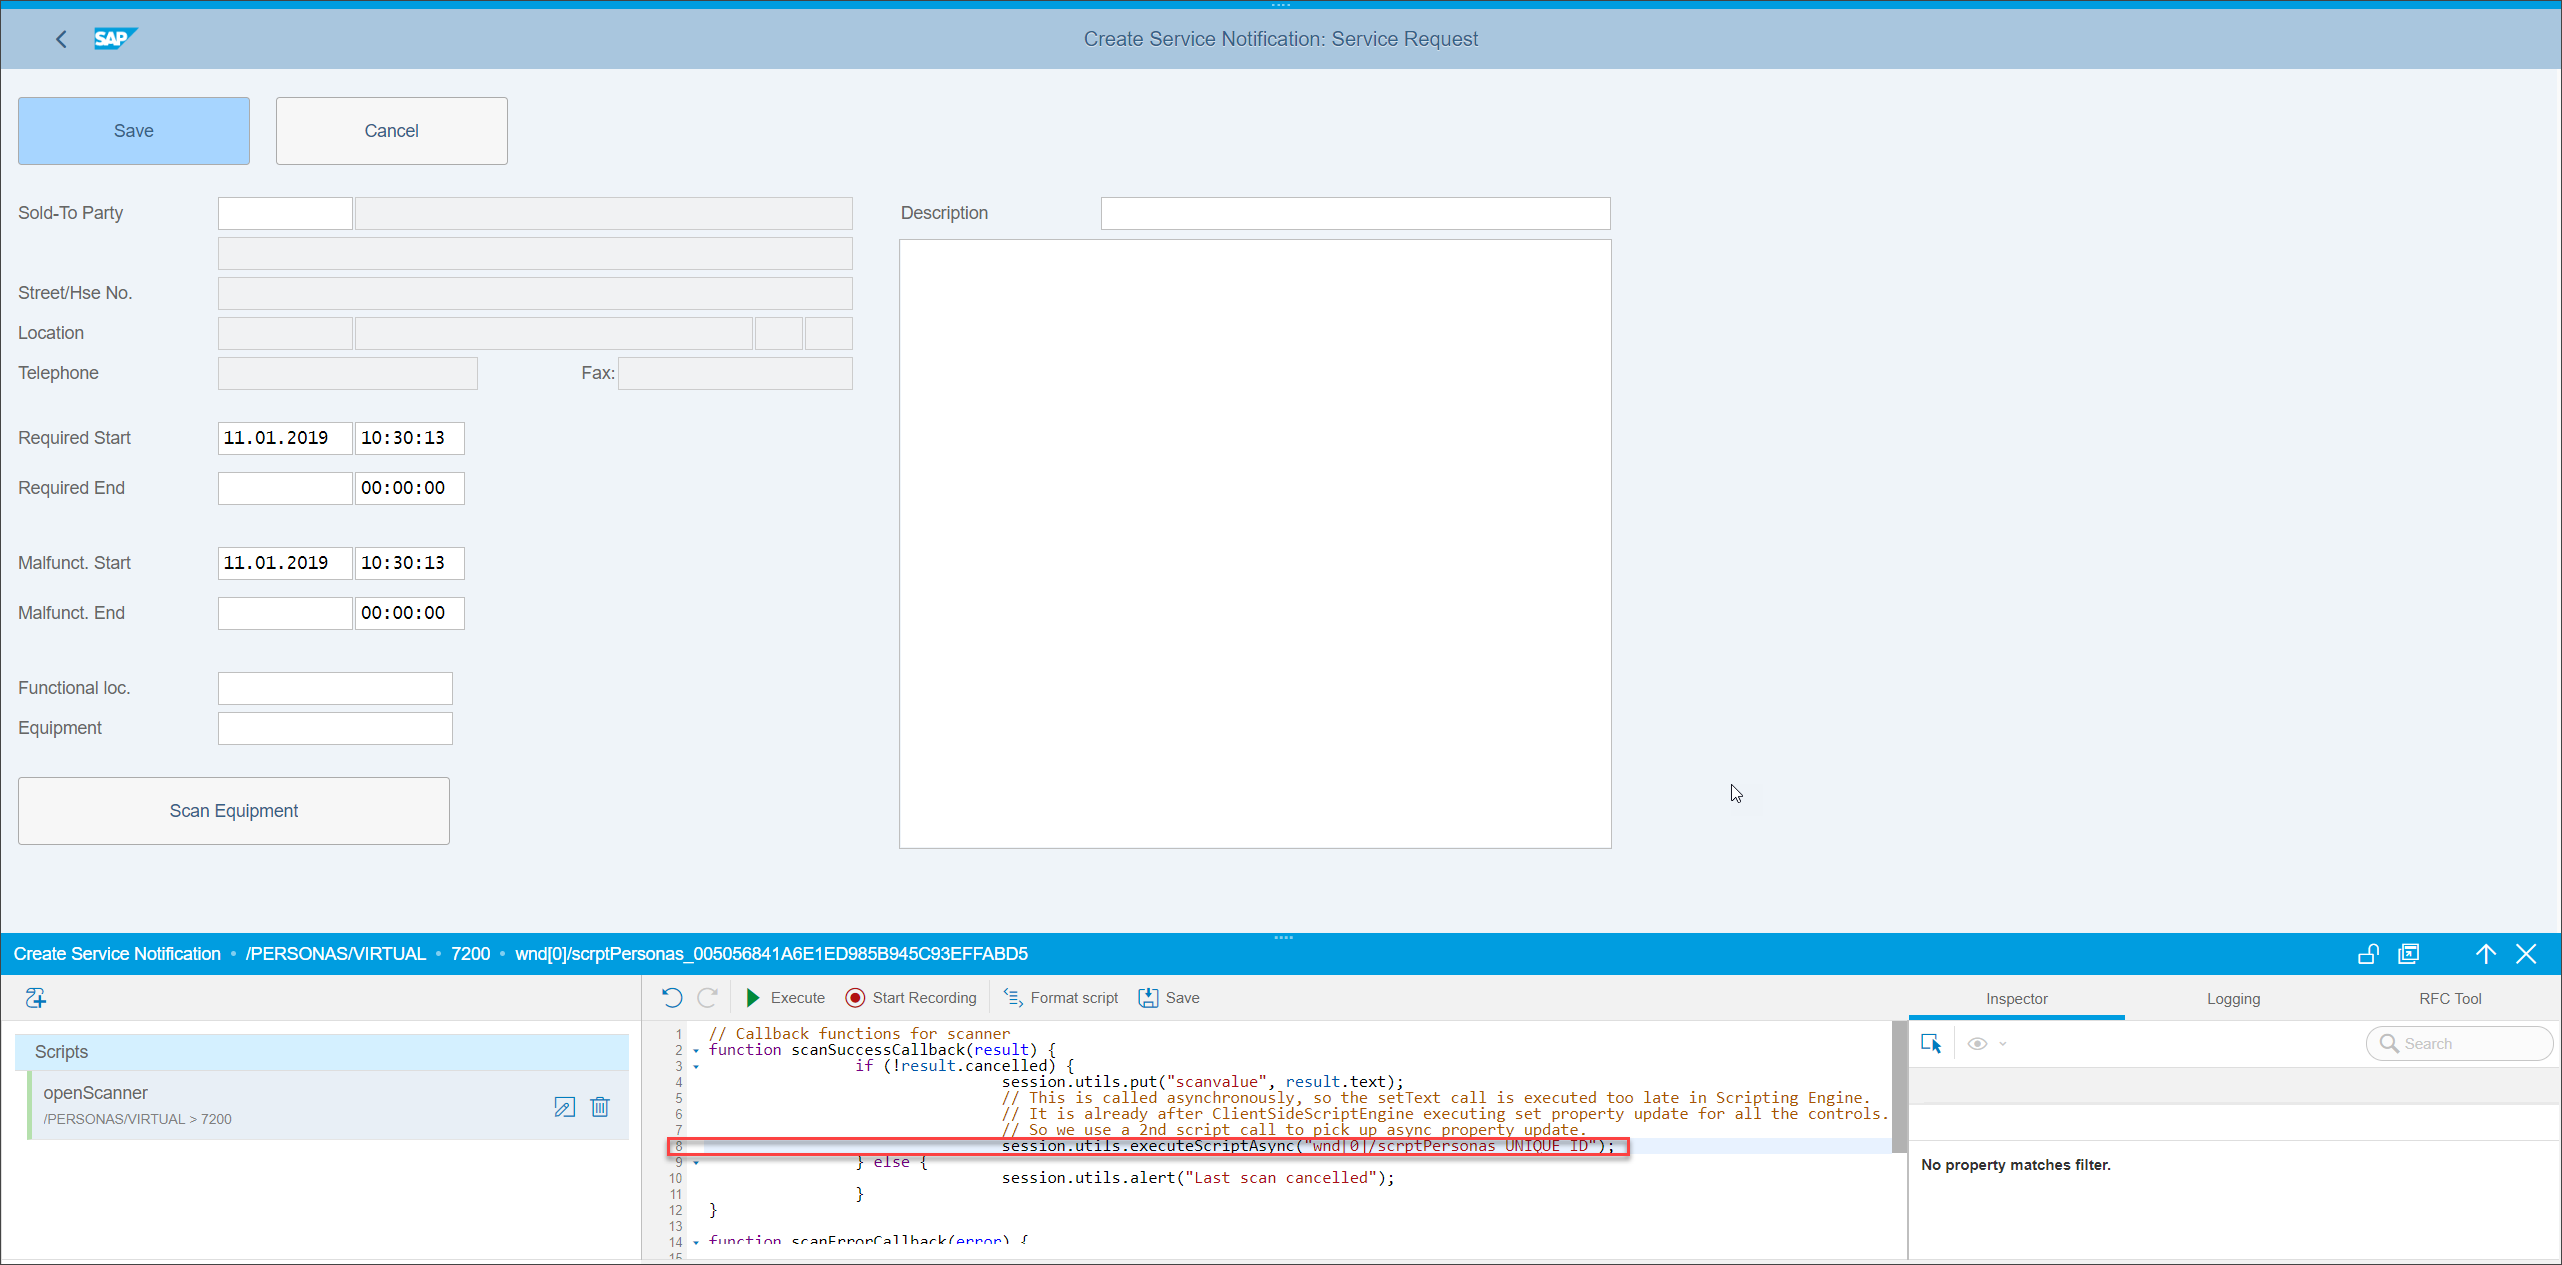 SAP
Create Service Notification: Service Request
Save
Cancel
Sold-To Party
Description
Street/Hse No.
Location
Telephone
Fax:
Required Start
11.01.2019
10:30:13
Required End
00:00:00
Malfunct. Start
11.01.2019
10:30:13
Malfunct. End
00:00:00
Functional loc.
Equipment
Scan Equipment
Create Service Notification • /PERSONAS/VIRTUAL • 7200 • wnd[0]/scrptPersonas_005056841A6E1ED985B945C93EFFABD5
Execute
Start Recording
Format script
Save
Inspector
Logging
RFC Tool
Scripts
openScanner
/PERSONAS/VIRTUAL > 7200
1 // Callback functions for scanner
2 function scanSuccessCallback(result) {
3 if (!result.cancelled) {
4 session.utils.put("scanvalue", result.text);
5 // This is called asynchronously, so the setText call is executed too late in Scripting Engine.
6 // It is already after ClientSideScriptEngine executing set property update for all the controls.
7 // So we use a 2nd script call to pick up async property update.
8 session.utils.executeScriptAsync("wnd[0]/scrptPersonas_UNIQUE_ID");
9 } else {
10 session.utils.alert("Last scan cancelled");
11 }
12 }
13
14 function scanErrorCallback(error) {
15
Search
No property matches filter.